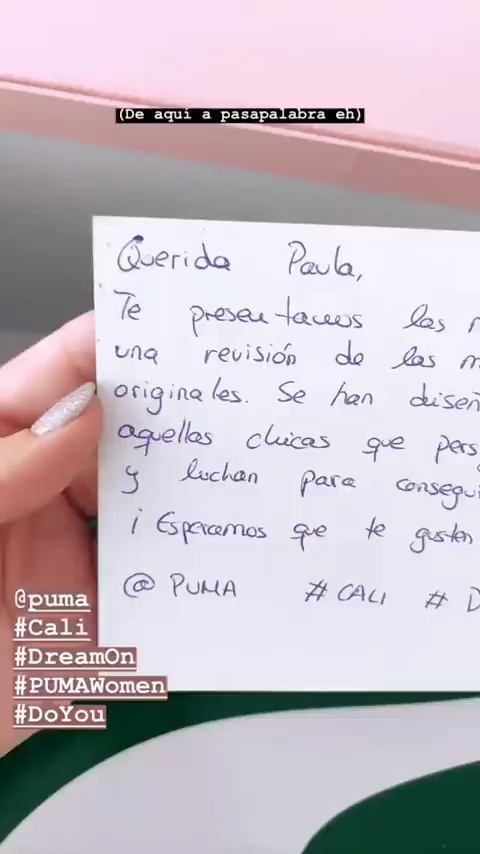 (De aquí a pasapalabra eh)
Querida Paula,
Te presentamos las
una revisión de las
originales. Se han
aquellas chicas que
y luchan para
¡Esperamos que te gusten
@PUMA #CALI #
@puma
#Cali
#DreamOn
#PUMAWomen
#DoYou